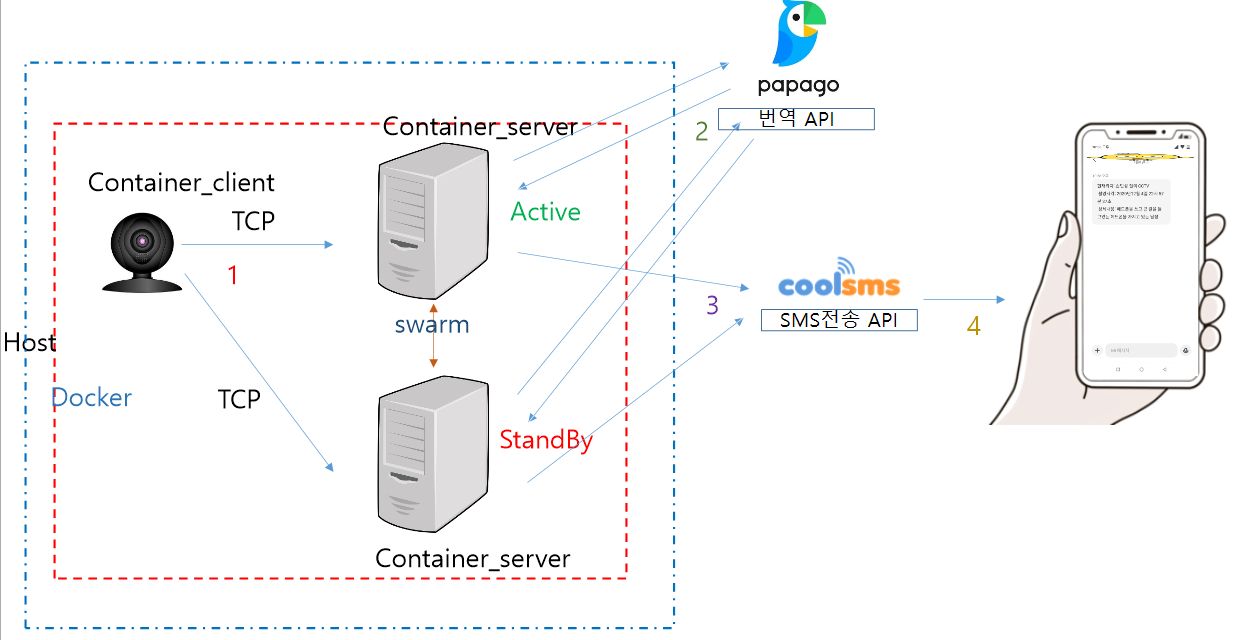 papago
번역 API
Container_server
2
Container_client
TCP
Active
1
coolsms
3
SMS전송 API
4
swarm
Host
Docker
TCP
StandBy
Container_server